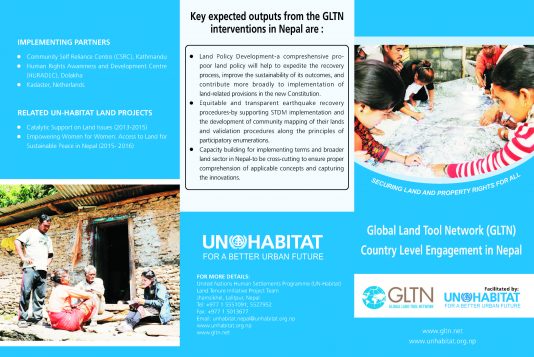 IMPLEMENTING PARTNERS
Community Self Reliance Centre (CSRC), Kathmandu
Human Rights Awareness and Development Centre
(HURADEC), Dolakha
Kadaster, Netherlands
RELATED UN-HABITAT LAND PROJECTS
Catalytic Support on Land Issues (2013-2015)
Empowering Women for Women: Access to Land for
Sustainable Peace in Nepal (2015- 2016)
Key expected outputs from the GLTN
interventions in Nepal are :
Land Policy Development-a comprehensive pro-
poor land policy will help to expedite the recovery
process, improve the sustainability of its outcomes, and
contribute more broadly to implementation of
land-related provisions in the new Constitution.
Equitable and transparent earthquake recovery
procedures-by supporting STDM implementation and
the development of community mapping of their lands
and validation procedures along the principles of
participatory enumerations.
Capacity building for implementing terms and broader
land sector in Nepal-to be cross-cutting to ensure proper
comprehension of applicable concepts and capturing
the innovations.
UN HABITAT
FOR A BETTER URBAN FUTURE
FOR MORE DETAILS:
United Nations Human Settlements Programme (UN-Habitat)
Land Tenure Initiative Project Team
Jhamsikhel, Lalitpur, Nepal
Tel: +977 1 5557091, 5527952
Fax: +977 1 5013677
Email: unhabitat.nepal@unhabitat.org.np
www.unhabitat.org.np
www.gltn.net
SECURING LAND AND PROPERTY RIGHTS FOR ALL
Global Land Tool Network (GLTN)
Country Level Engagement in Nepal
GLTN
GLOBAL LAND TOOL NETWORK
Facilitated by:
UN HABITAT
FOR A BETTER URBAN FUTURE
www.gltn.net
www.unhabitat.org.np